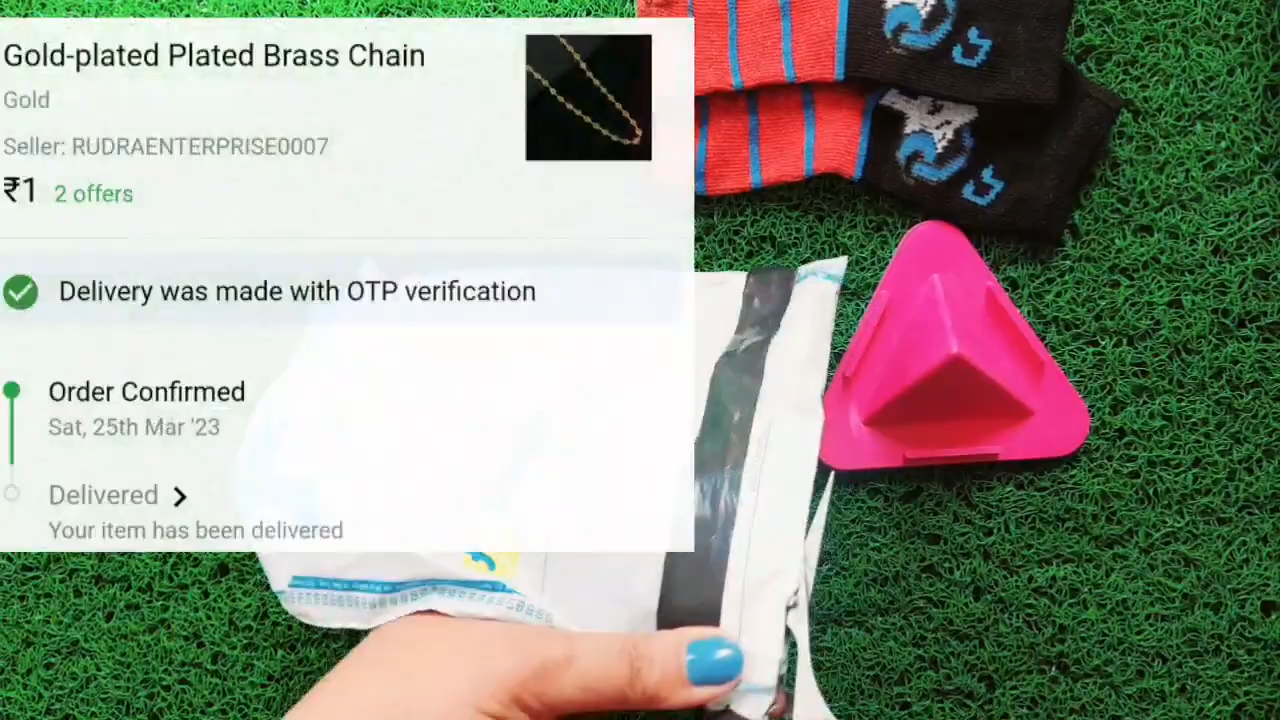 Gold-plated Plated Brass Chain
Gold
Seller: RUDRAENTERPRISE0007
₹1 2 offers
Delivery was made with OTP verification
Order Confirmed
Sat, 25th Mar '23
Delivered
Your item has been delivered